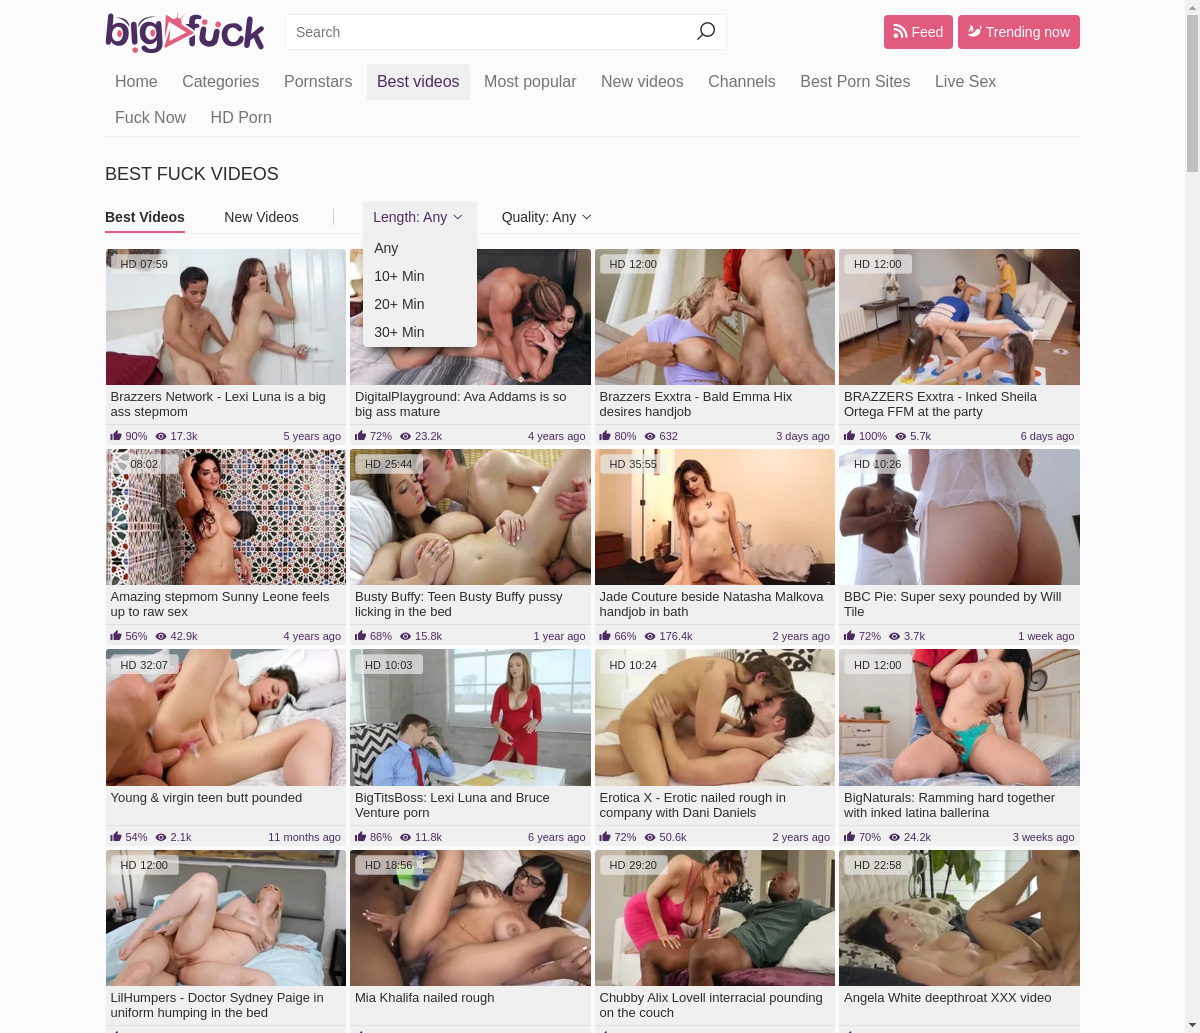 bigfuck
Search
Feed
Trending now
Home Categories Pornstars Best videos Most popular New videos Channels Best Porn Sites Live Sex
Fuck Now HD Porn
BEST FUCK VIDEOS
Best Videos New Videos Length: Any Quality: Any
Any
10+ Min
20+ Min
30+ Min
HD 07:59
HD 12:00
HD 12:00
Brazzers Network - Lexi Luna is a big
ass stepmom
90% 17.3k 5 years ago
DigitalPlayground: Ava Addams is so
big ass mature
72% 23.2k 4 years ago
Brazzers Exxtra - Bald Emma Hix
desires handjob
80% 632 3 days ago
BRAZZERS Exxtra - Inked Sheila
Ortega FFM at the party
100% 5.7k 6 days ago
08:02
HD 25:44
HD 35:55
HD 10:26
Amazing stepmom Sunny Leone feels
up to raw sex
56% 42.9k 4 years ago
Busty Buffy: Teen Busty Buffy pussy
licking in the bed
68% 15.8k 1 year ago
Jade Couture beside Natasha Malkova
handjob in bath
66% 176.4k 2 years ago
BBC Pie: Super sexy pounded by Will
Tile
72% 3.7k 1 week ago
HD 32:07
HD 10:03
HD 10:24
HD 12:00
Young & virgin teen butt pounded
54% 2.1k 11 months ago
BigTitsBoss: Lexi Luna and Bruce
Venture porn
86% 11.8k 6 years ago
Erotica X - Erotic nailed rough in
company with Dani Daniels
72% 50.6k 2 years ago
BigNaturals: Ramming hard together
with inked latina ballerina
70% 24.2k 3 weeks ago
HD 12:00
HD 18:56
HD 29:20
HD 22:58
LilHumpers - Doctor Sydney Paige in
uniform humping in the bed
Mia Khalifa nailed rough
Chubby Alix Lovell interracial pounding
on the couch
Angela White deepthroat XXX video